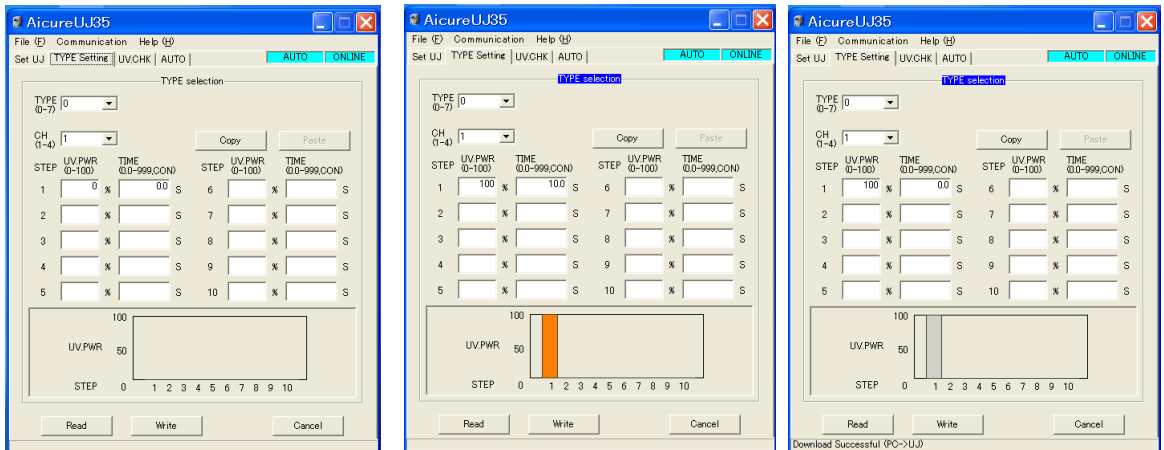 AicureUJ35
File (F) Communication Help (H)
Set UJ TYPE Setting UV.CHK AUTO AUTO ONLINE
TYPE selection
TYPE
(0-7) 0
CH
(1-4) 1 Copy Paste
STEP UV.PWR (0-100) TIME (0.0-999,CON) STEP UV.PWR (0-100) TIME (0.0-999,CON)
1 0 % 0.0 S 6 % S
2 % S 7 % S
3 % S 8 % S
4 % S 9 % S
5 % S 10 % S
100
UV.PWR 50
STEP 0 1 2 3 4 5 6 7 8 9 10
Read Write Cancel
AicureUJ35
File (F) Communication Help (H)
Set UJ TYPE Setting UV.CHK AUTO AUTO ONLINE
TYPE selection
TYPE
(0-7) 0
CH
(1-4) 1 Copy Paste
STEP UV.PWR (0-100) TIME (0.0-999,CON) STEP UV.PWR (0-100) TIME (0.0-999,CON)
1 100 % 10.0 S 6 % S
2 % S 7 % S
3 % S 8 % S
4 % S 9 % S
5 % S 10 % S
100
UV.PWR 50
STEP 0 1 2 3 4 5 6 7 8 9 10
Read Write Cancel
AicureUJ35
File (F) Communication Help (H)
Set UJ TYPE Setting UV.CHK AUTO AUTO ONLINE
TYPE selection
TYPE
(0-7) 0
CH
(1-4) 1 Copy Paste
STEP UV.PWR (0-100) TIME (0.0-999,CON) STEP UV.PWR (0-100) TIME (0.0-999,CON)
1 100 % 0.0 S 6 % S
2 % S 7 % S
3 % S 8 % S
4 % S 9 % S
5 % S 10 % S
100
UV.PWR 50
STEP 0 1 2 3 4 5 6 7 8 9 10
Read Write Cancel
Download Successful (PC->UJ)